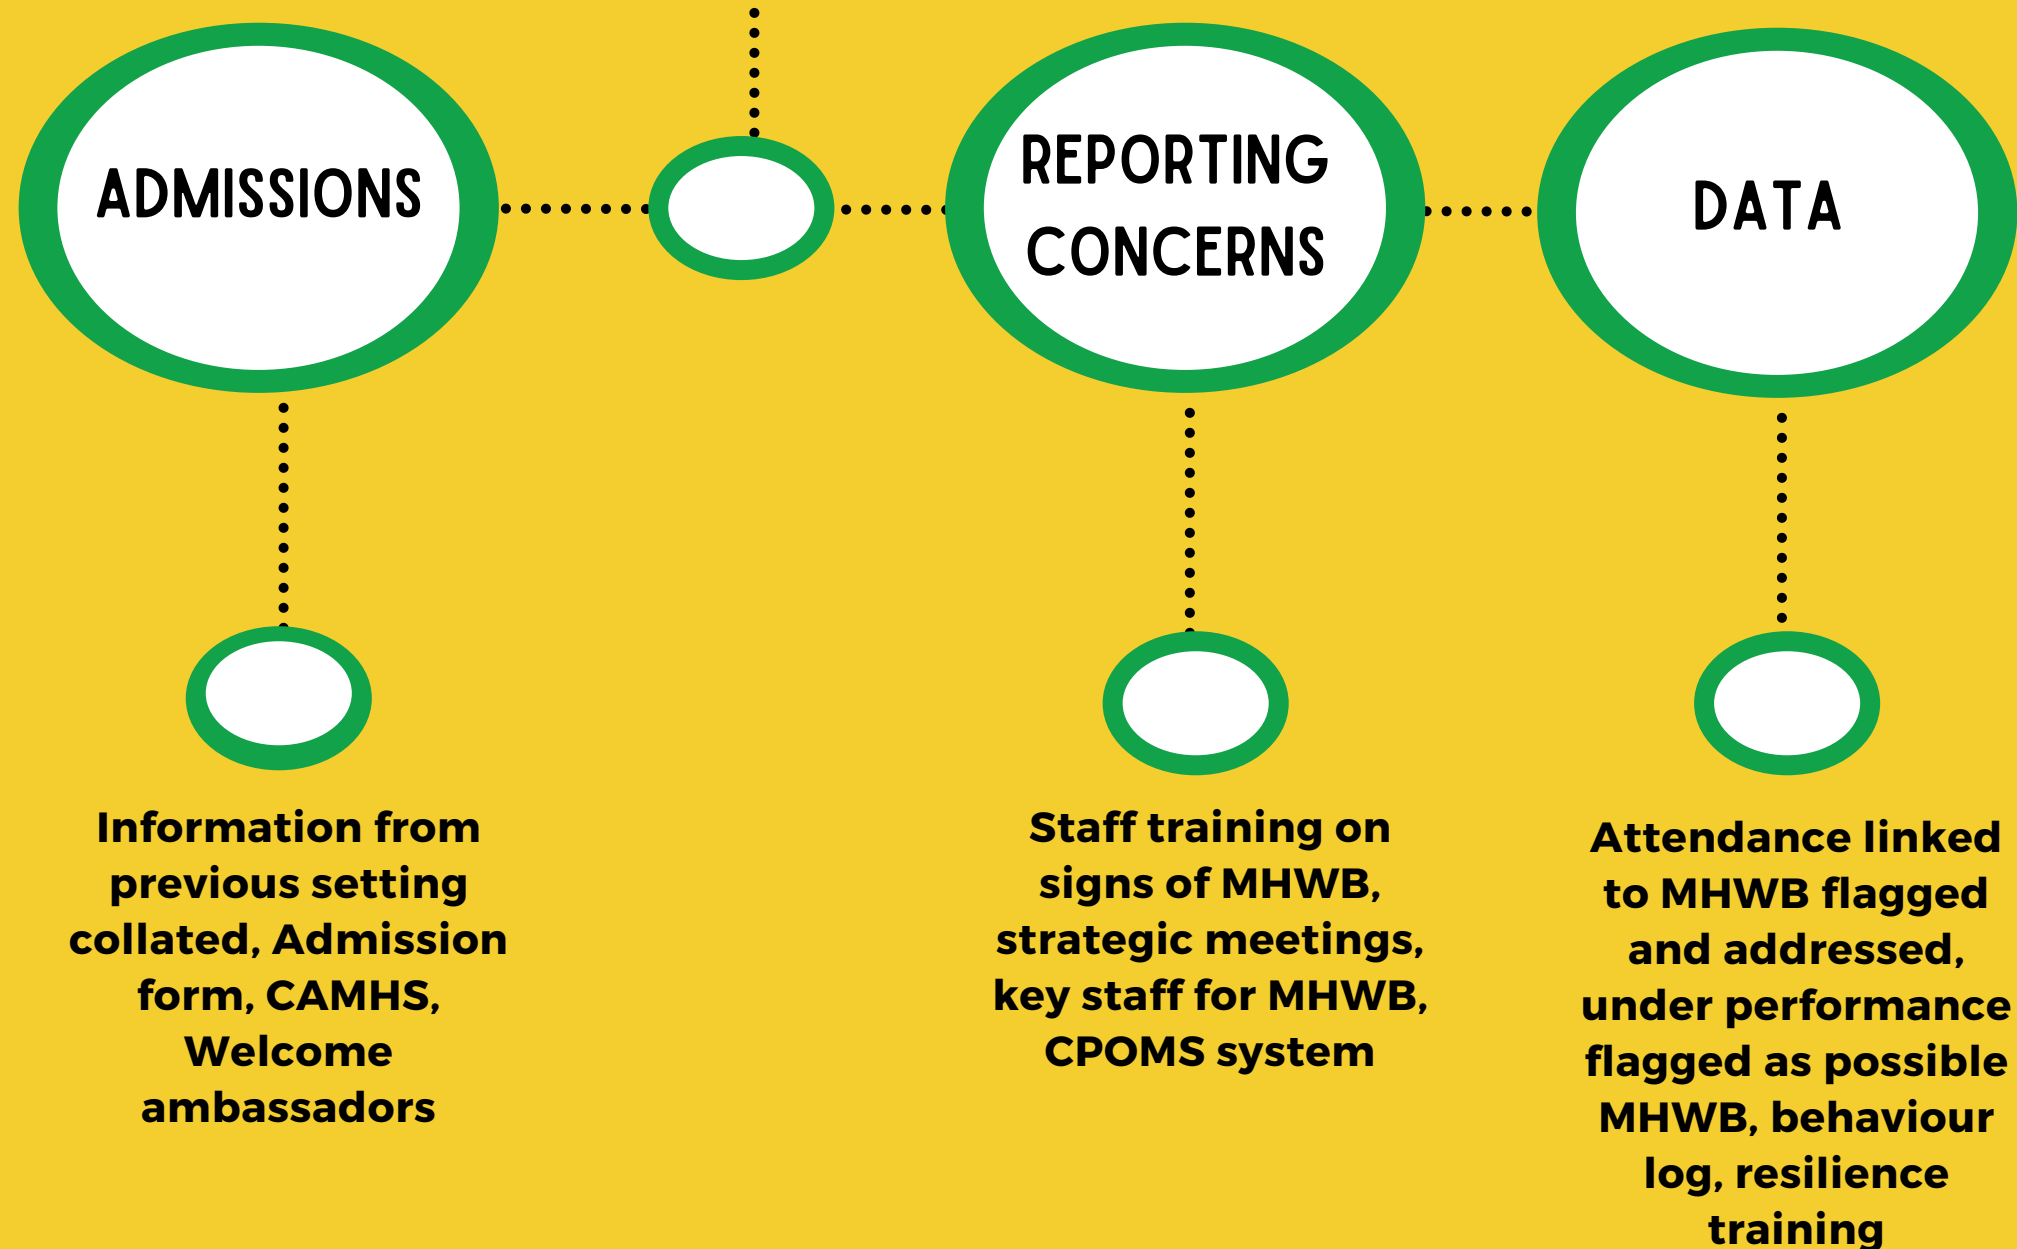 ADMISSIONS
REPORTING
CONCERNS
DATA
Information from
previous setting
collated, Admission
form, CAMHS,
Welcome
ambassadors
Staff training on
signs of MHWB,
strategic meetings,
key staff for MHWB,
CPOMS system
Attendance linked
to MHWB flagged
and addressed,
under performance
flagged as possible
MHWB, behaviour
log, resilience
training